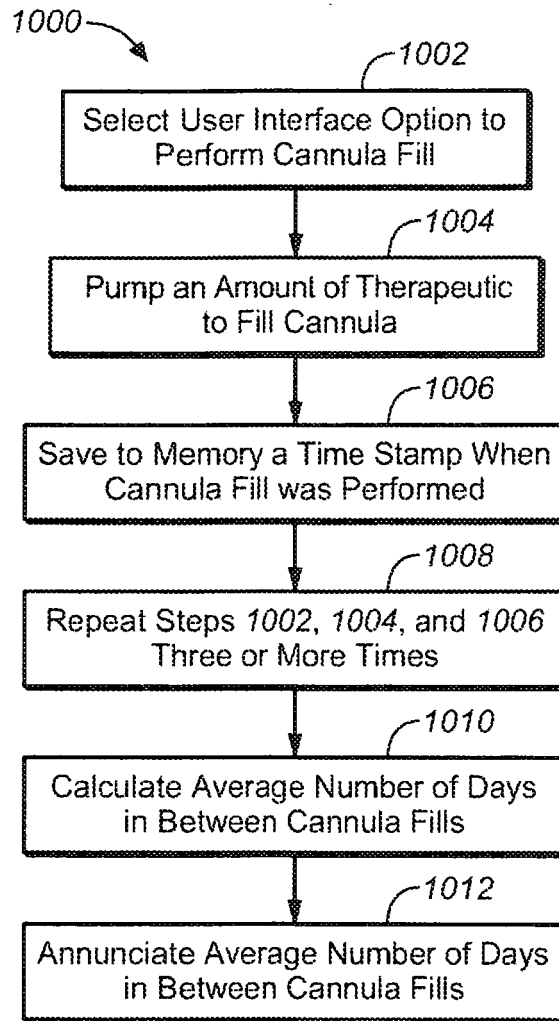 1000
1002
Select User Interface Option to
Perform Cannula Fill
1004
Pump an Amount of Therapeutic
to Fill Cannula
1006
Save to Memory a Time Stamp When
Cannula Fill was Performed
1008
Repeat Steps 1002, 1004, and 1006
Three or More Times
1010
Calculate Average Number of Days
in Between Cannula Fills
1012
Annunciate Average Number of Days
in Between Cannula Fills